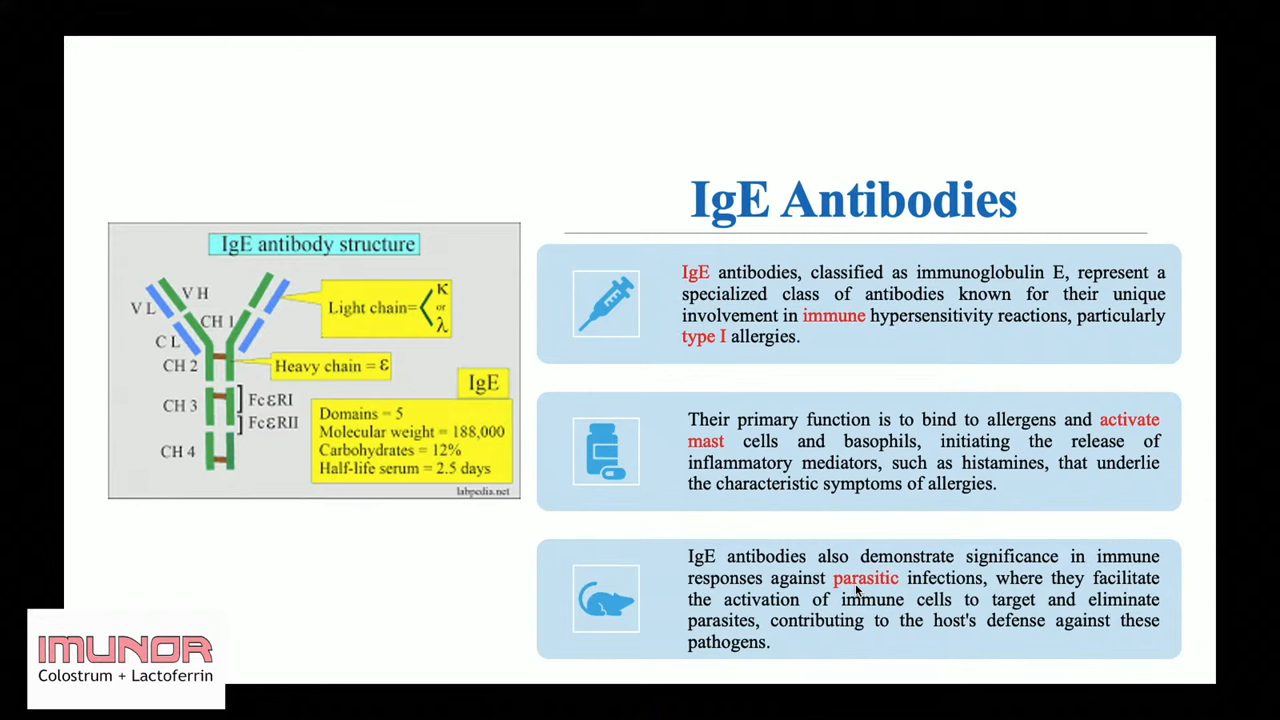 IgE Antibodies
IgE antibody structure
V H
V L
CH 1
C L
CH 2
CH 3
CH 4
Light chain=
κ
or
λ
Heavy chain = ε
FcεRI
FcεRII
IgE
Domains = 5
Molecular weight = 188,000
Carbohydrates = 12%
Half-life serum = 2.5 days
labpedia.net
IgE antibodies, classified as immunoglobulin E, represent a
specialized class of antibodies known for their unique
involvement in immune hypersensitivity reactions, particularly
type I allergies.
Their primary function is to bind to allergens and activate
mast cells and basophils, initiating the release of
inflammatory mediators, such as histamines, that underlie
the characteristic symptoms of allergies.
IgE antibodies also demonstrate significance in immune
responses against parasitic infections, where they facilitate
the activation of immune cells to target and eliminate
parasites, contributing to the host's defense against these
pathogens.
IMUNOR
Colostrum + Lactoferrin